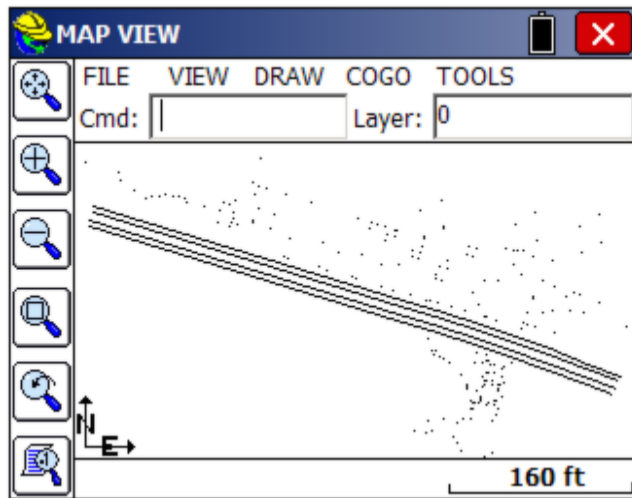 MAP VIEW
FILE VIEW DRAW COGO TOOLS
Cmd: Layer: 0
N
E
160 ft